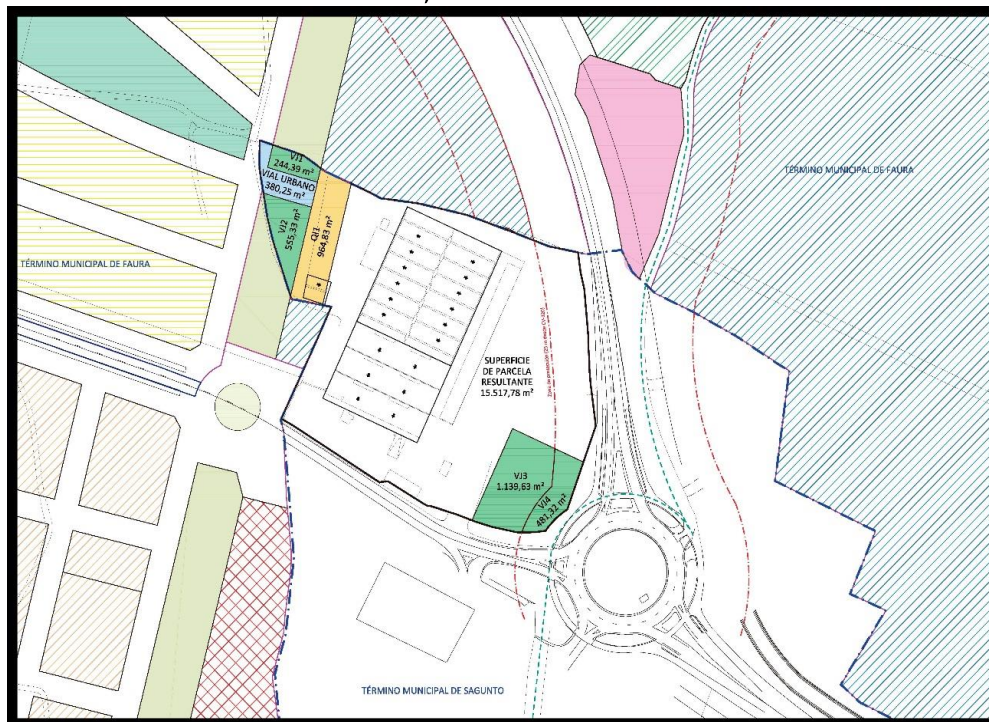 VJ1
244,39 m²
VIAL URBANO
380,25 m²
VJ2
555,33 m²
QJ1
964,83 m²
TÉRMINO MUNICIPAL DE FAURA
TÉRMINO MUNICIPAL DE FAURA
SUPERFICIE
DE PARCELA
RESULTANTE
15.517,78 m²
VJ3
1.139,63 m²
VJ4
481,32 m²
TÉRMINO MUNICIPAL DE SAGUNTO